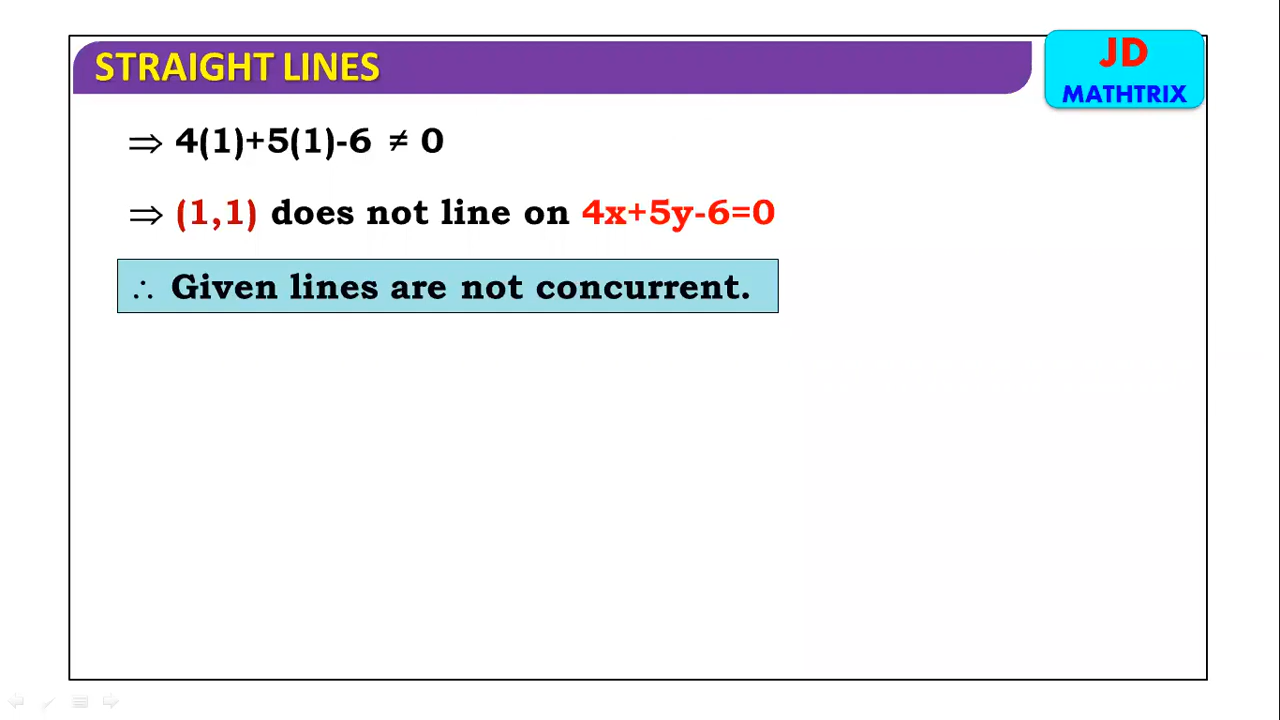 STRAIGHT LINES
JD
MATHTRIX
⇒ 4(1)+5(1)-6 ≠ 0
⇒ (1,1) does not line on 4x+5y-6=0
∴ Given lines are not concurrent.